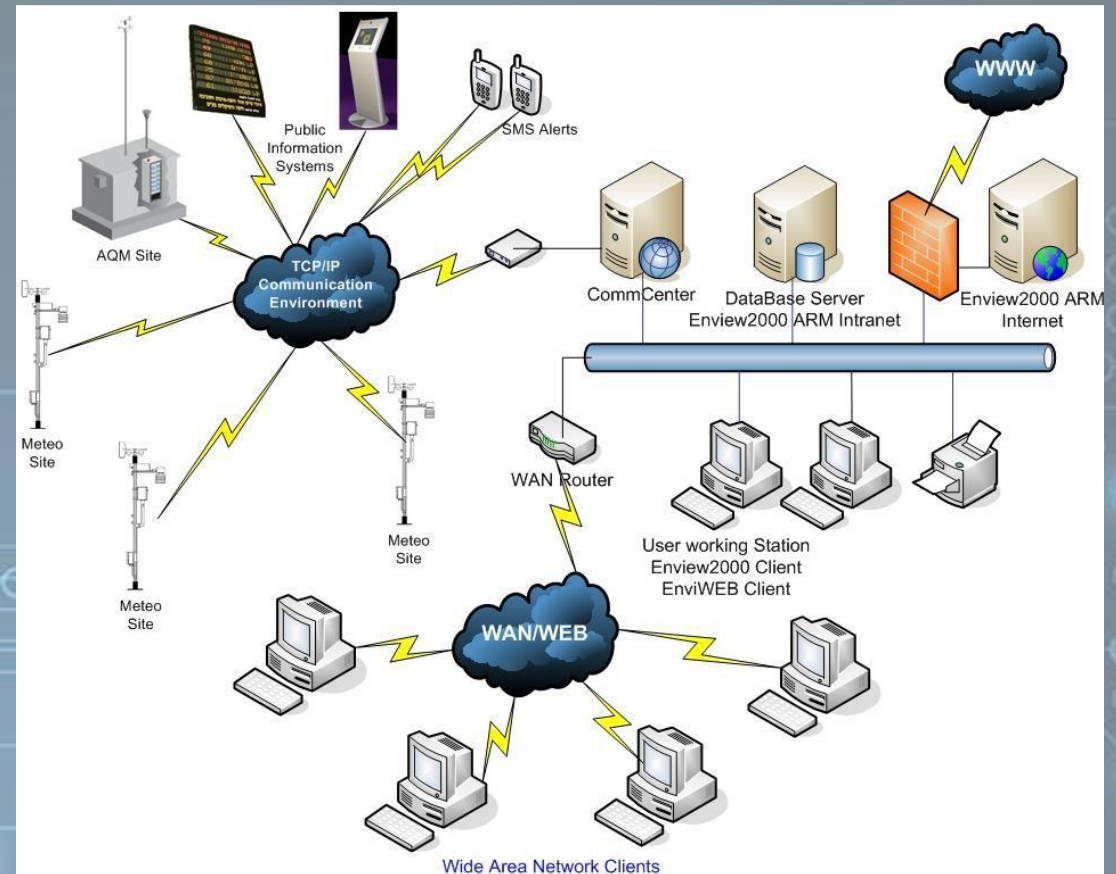 WWW
Public
Information
Systems
SMS Alerts
AQM Site
TCP/IP
Communication
Environment
CommCenter
DataBase Server
Enview2000 ARM Intranet
Enview2000 ARM
Internet
Meteo
Site
WAN Router
Meteo
Site
User working Station
Enview2000 Client
EnviWEB Client
Meteo
Site
WAN/WEB
Wide Area Network Clients